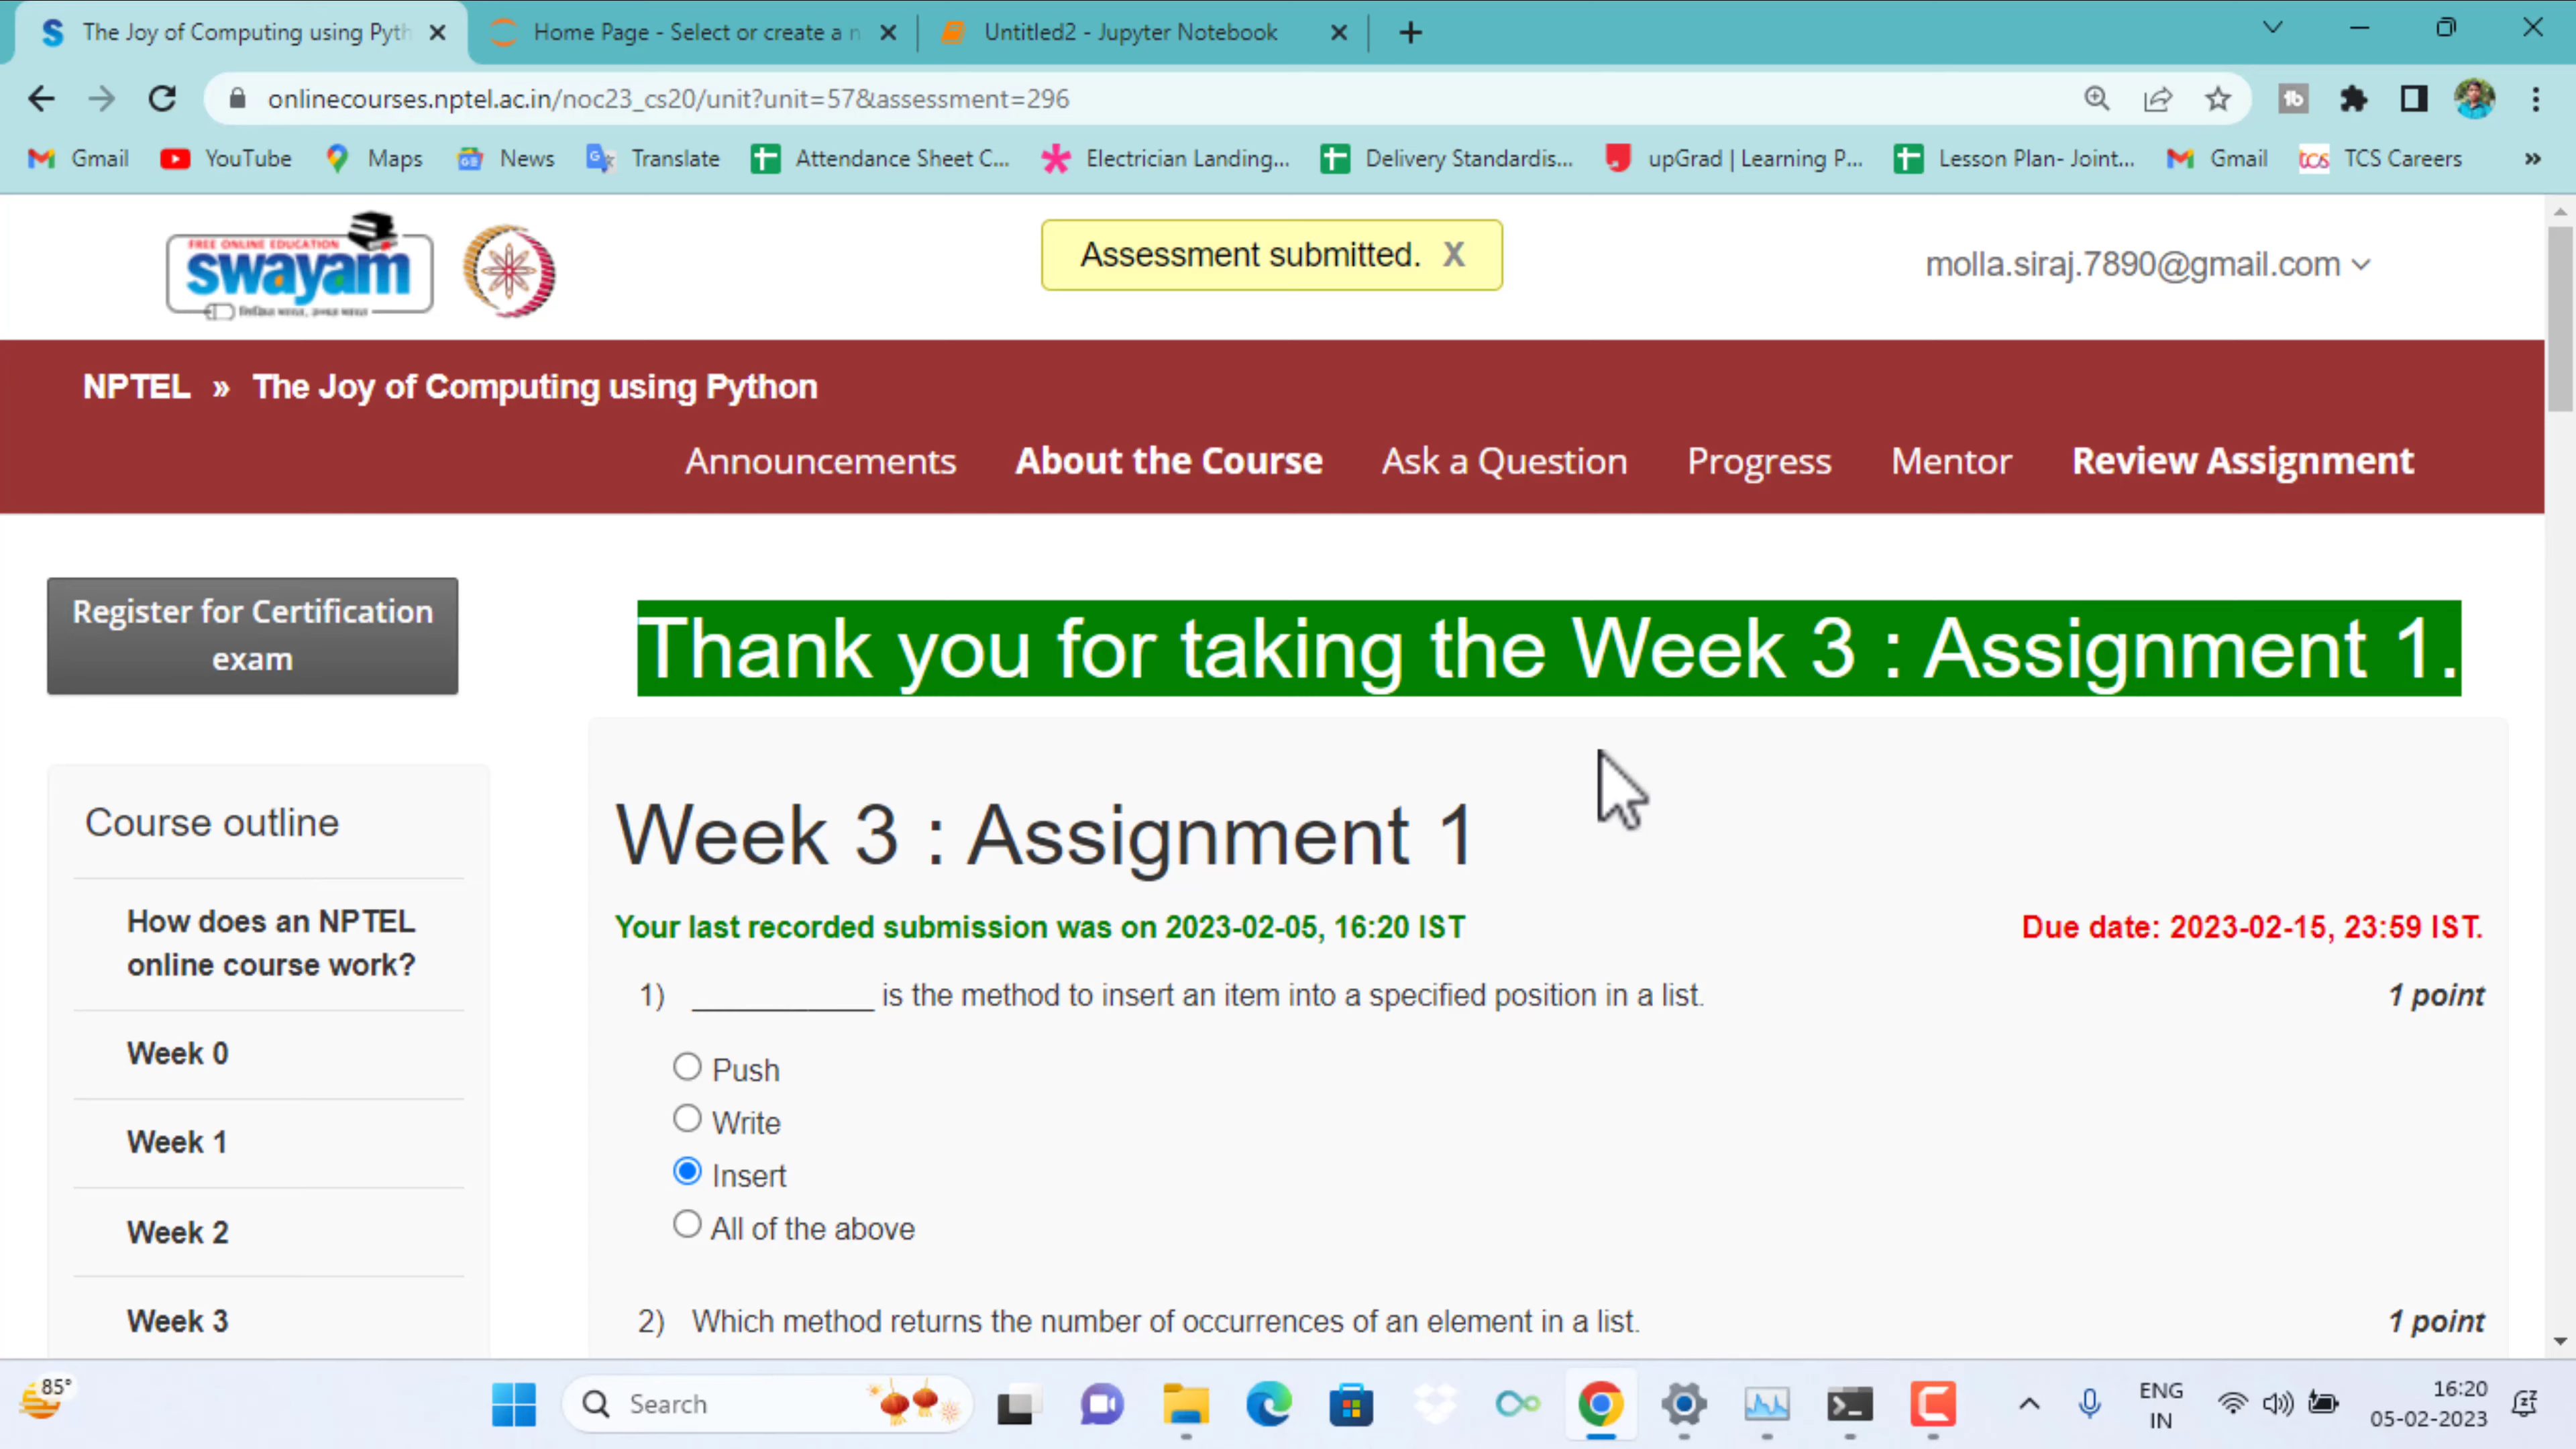 The Joy of Computing using Pyth
Home Page - Select or create a n
Untitled2 - Jupyter Notebook
onlinecourses.nptel.ac.in/noc23_cs20/unit?unit=57&assessment=296
Gmail
YouTube
Maps
News
Translate
Attendance Sheet C...
Electrician Landing...
Delivery Standardis...
upGrad | Learning P...
Lesson Plan- Joint...
Gmail
tcs
TCS Careers
»
FREE ONLINE EDUCATION
swayam
Assessment submitted. X
molla.siraj.7890@gmail.com
NPTEL » The Joy of Computing using Python
Announcements
About the Course
Ask a Question
Progress
Mentor
Review Assignment
Register for Certification
exam
Thank you for taking the Week 3 : Assignment 1.
Course outline
How does an NPTEL
online course work?
Week 0
Week 1
Week 2
Week 3
Week 3 : Assignment 1
Your last recorded submission was on 2023-02-05, 16:20 IST
Due date: 2023-02-15, 23:59 IST.
1) ___________ is the method to insert an item into a specified position in a list.
1 point
Push
Write
Insert
All of the above
2) Which method returns the number of occurrences of an element in a list.
1 point
85°
Search
ENG
IN
16:20
05-02-2023